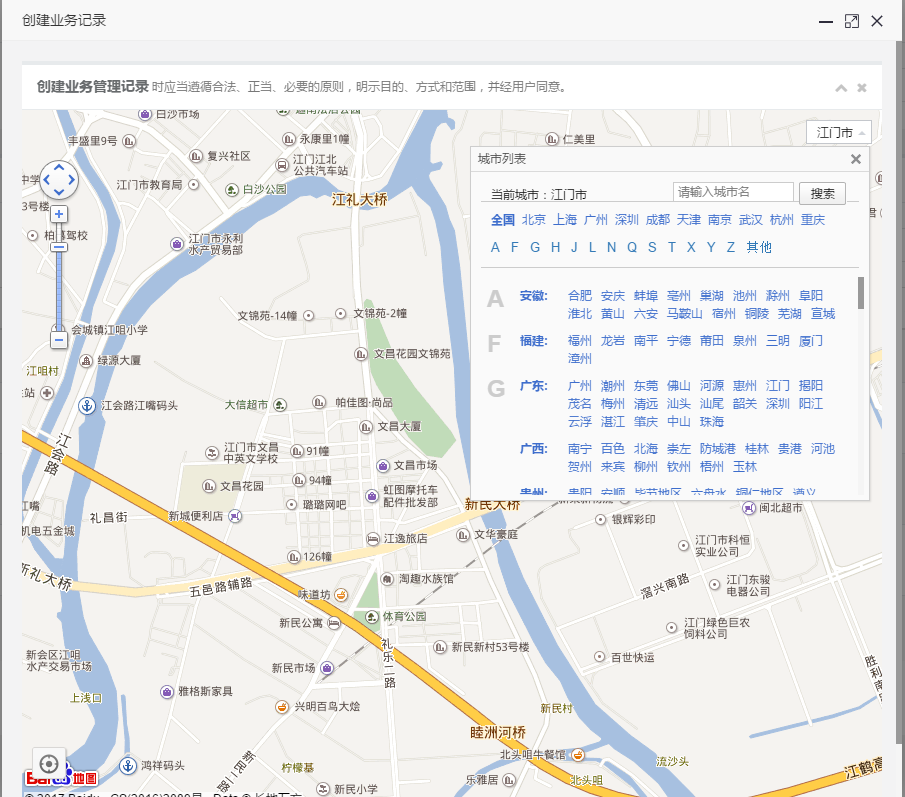 创建业务记录
创建业务管理记录 时应当遵循合法、正当、必要的原则，明示目的、方式和范围，并经用户同意。
白沙市场
丰盛里9号
永康里1幢
仁美里
江门市
复兴社区
江门江北
公共汽车站
城市列表
江门市教育局
白沙公园
江礼大桥
当前城市：江门市
请输入城市名
搜索
3号楼
全国 北京 上海 广州 深圳 成都 天津 南京 武汉 杭州 重庆
江门市永利
水产贸易部
A F G H J L N Q S T X Y Z 其他
A 安徽: 合肥 安庆 蚌埠 亳州 巢湖 池州 滁州 阜阳
淮北 黄山 六安 马鞍山 宿州 铜陵 芜湖 宣城
F 福建: 福州 龙岩 南平 宁德 莆田 泉州 三明 厦门
漳州
G 广东: 广州 潮州 东莞 佛山 河源 惠州 江门 揭阳
茂名 梅州 清远 汕头 汕尾 韶关 深圳 阳江
云浮 湛江 肇庆 中山 珠海
广西: 南宁 百色 北海 崇左 防城港 桂林 贵港 河池
贺州 来宾 柳州 钦州 梧州 玉林
贵州: 贵阳 安顺 毕节地区 六盘水 铜仁地区 遵义
文锦苑-14幢
文锦苑-2幢
会城镇江咀小学
文昌花园文锦苑
绿源大厦
江咀村
江会路江嘴码头
大信超市
帕佳图·尚品
文昌大厦
江会路
江门市文昌
中英文学校
91幢
文昌市场
94幢
文昌花园
虹图摩托车
配件批发部
璐璐网吧
新民大桥
闽北超市
礼昌街
新城便利店
银辉彩印
机电五金城
江逸旅店
文华豪庭
江门市科恒
实业公司
126幢
新礼大桥
五邑路辅路
淘趣水族馆
滘兴南路
江门东骏
电器公司
味道坊
体育公园
新民公寓
江门绿色巨农
饲料公司
礼乐二路
新民新村53号楼
新会区江咀
水产交易市场
百世快运
新民市场
雅格斯家具
上浅口
兴明百鸟大烩
新民村
睦洲河桥
北头咀牛餐馆
流沙头
鸿祥码头
柠檬基
江鹤高
Bai 地图
乐雅居
北头咀
新民小学